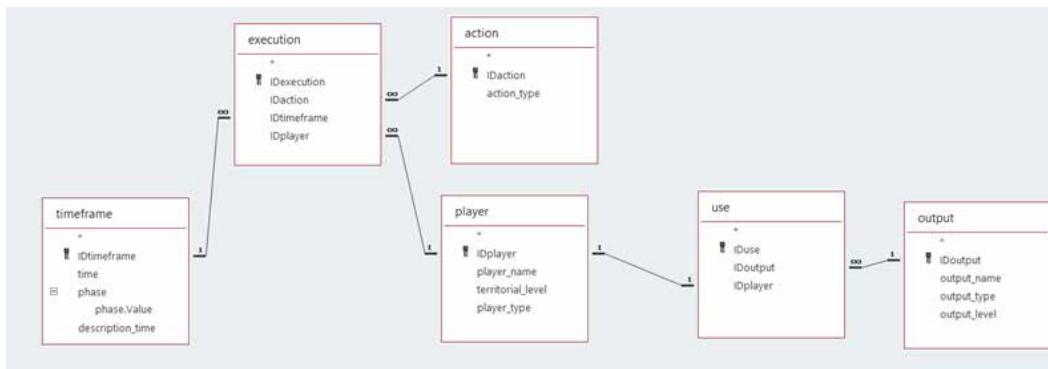 execution
*
IDexecution
IDaction
IDtimeframe
IDplayer
action
*
IDaction
action_type
timeframe
*
IDtimeframe
time
phase
phase.Value
description_time
player
*
IDplayer
player_name
territorial_level
player_type
use
*
IDuse
IDoutput
IDplayer
output
*
IDoutput
output_name
output_type
output_level
∞
1
∞
1
∞
1
1
1
∞
1